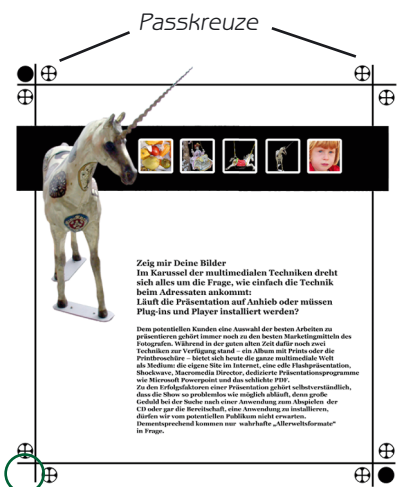 Passkreuze
Zeig mir Deine Bilder
Im Karussel der multimedialen Techniken dreht
sich alles um die Frage, wie einfach die Technik
beim Adressaten ankommt:
Läuft die Präsentation auf Anhieb oder müssen
Plug-ins und Player installiert werden?
Dem potentiellen Kunden eine Auswahl der besten Arbeiten zu
präsentieren gehört immer noch zu den besten Marketingmitteln des
Fotografen. Während in der guten alten Zeit dafür noch zwei
Techniken zur Verfügung stand – ein Album mit Prints oder die
Printbroschüre – bietet sich heute die ganze multimediale Welt
als Medium: die eigene Site im Internet, eine edle Flashpräsentation,
Shockwave, Macromedia Director, dedizierte Präsentationsprogramme
wie Microsoft Powerpoint und das schlichte PDF.
Zu den Erfolgsfaktoren einer Präsentation gehört selbstverständlich,
dass die Show so problemlos wie möglich abläuft, denn große
Geduld bei der Suche nach einer Anwendung zum Abspielen der
CD oder gar die Bereitschaft, eine Anwendung zu installieren,
dürfen wir vom potentiellen Publikum nicht erwarten.
Dementsprechend kommen nur wahrhafte „Allerweltsformate“
in Frage.